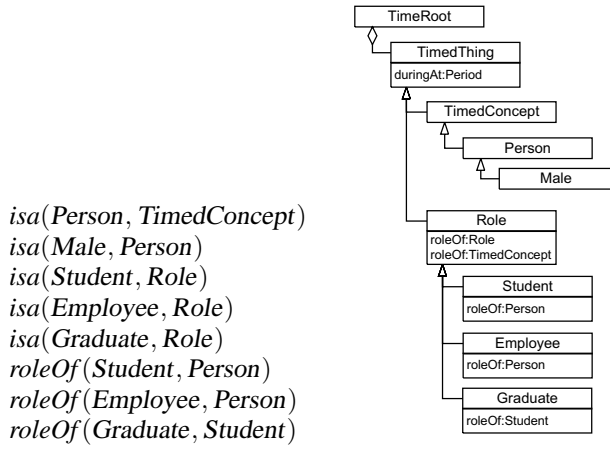 isa(Person, TimedConcept)
isa(Male, Person)
isa(Student, Role)
isa(Employee, Role)
isa(Graduate, Role)
roleOf(Student, Person)
roleOf(Employee, Person)
roleOf(Graduate, Student)
TimeRoot
TimedThing
duringAt:Period
TimedConcept
Person
Male
Role
roleOf:Role
roleOf:TimedConcept
Student
roleOf:Person
Employee
roleOf:Person
Graduate
roleOf:Student